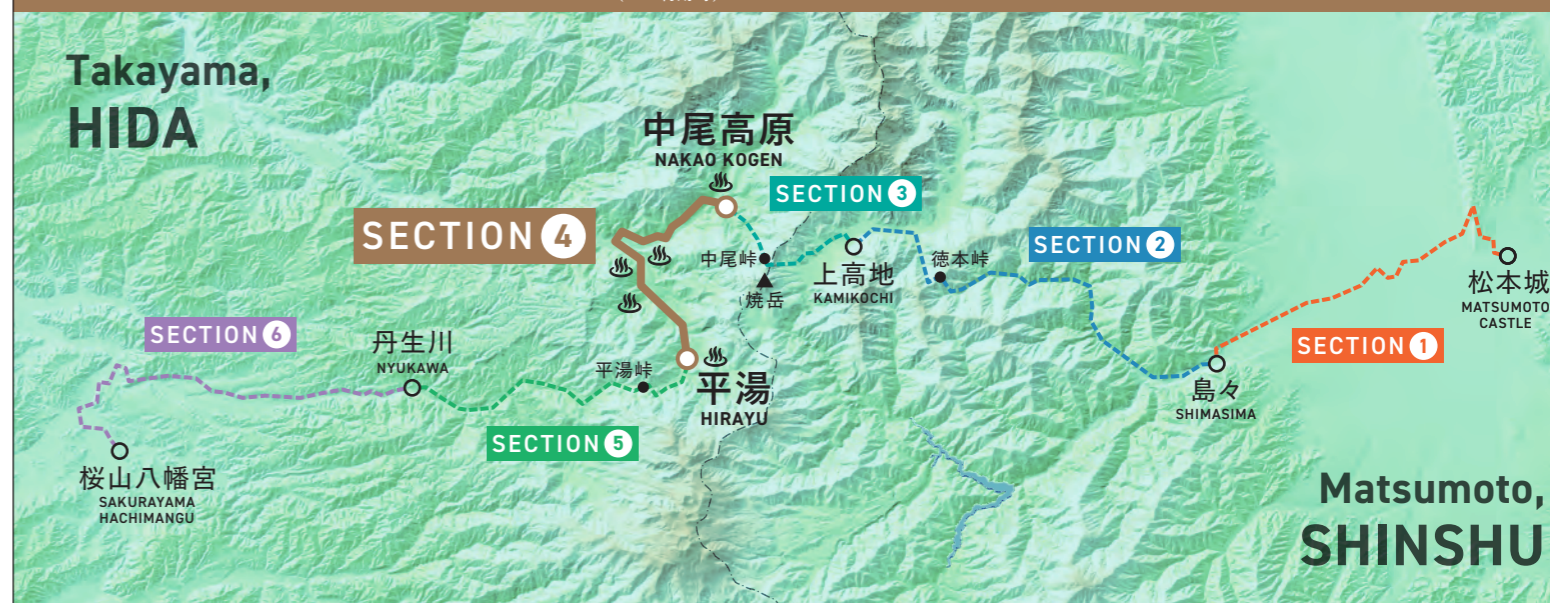 Takayama,
HIDA
中尾高原
NAKAO KOGEN
SECTION 3
SECTION 4
中尾峠
焼岳
上高地
KAMIKOCHI
徳本峠
SECTION 2
松本城
MATSUMOTO
CASTLE
SECTION 1
島々
SHIMASIMA
SECTION 6
丹生川
NYUKAWA
平湯峠
平湯
HIRAYU
SECTION 5
桜山八幡宮
SAKURAYAMA
HACHIMANGU
Matsumoto,
SHINSHU